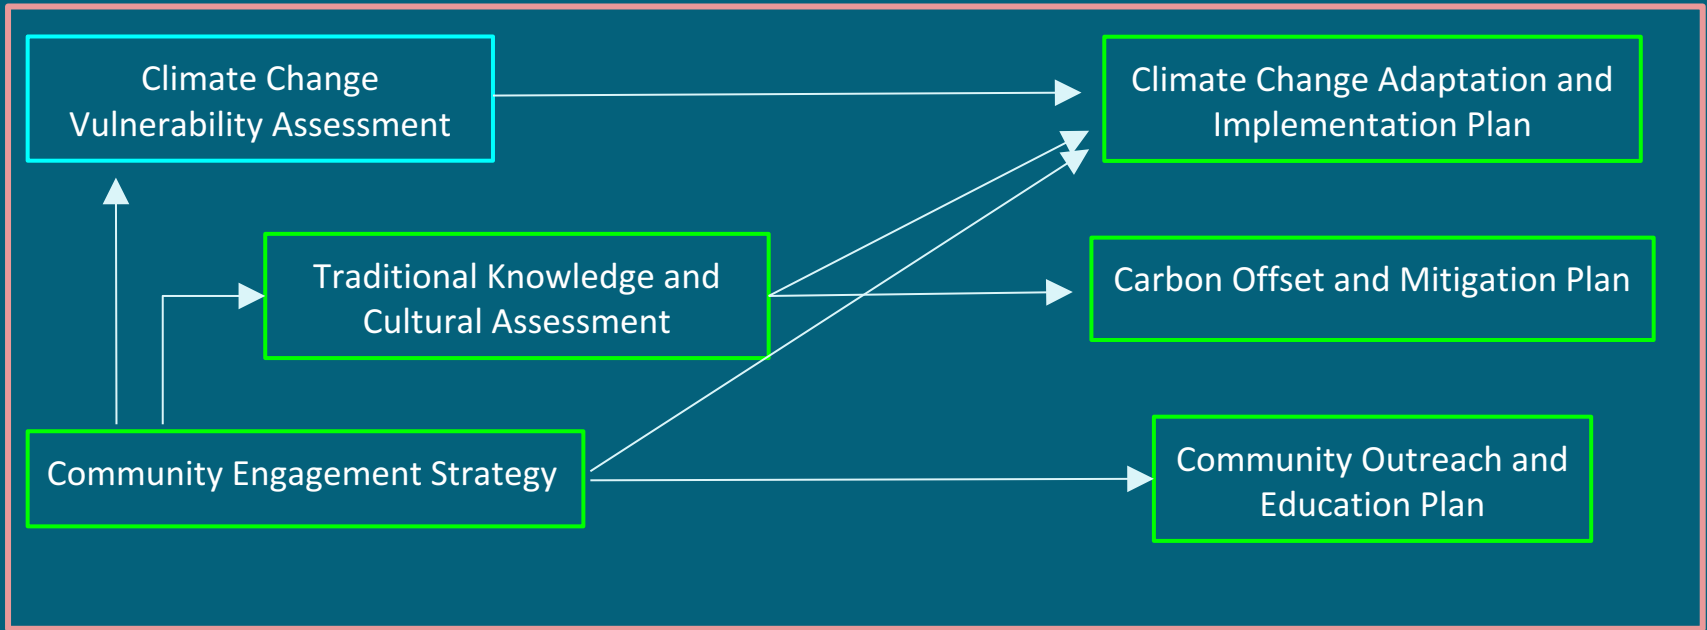 Climate Change
Vulnerability Assessment
Climate Change Adaptation and
Implementation Plan
Traditional Knowledge and
Cultural Assessment
Carbon Offset and Mitigation Plan
Community Engagement Strategy
Community Outreach and
Education Plan